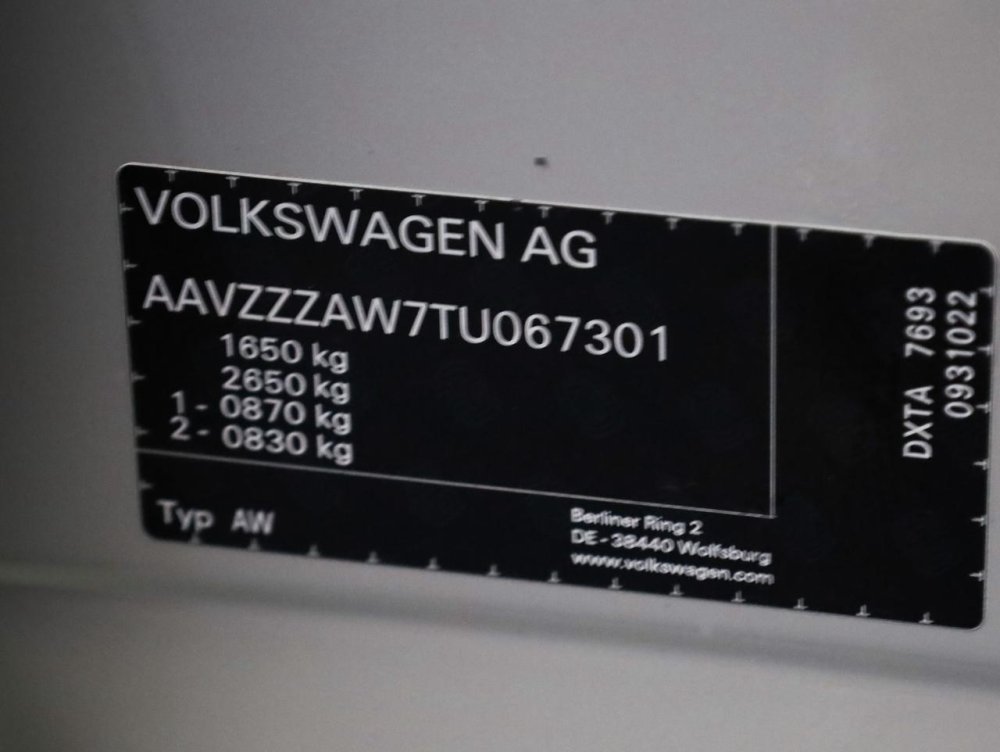 VOLKSWAGEN AG
AAVZZZAW7TU067301
1650 kg
2650 kg
1 - 0870 kg
2 - 0830 kg
Typ AW
Berliner Ring 2
DE - 38440 Wolfsburg
www.volkswagen.com
DXTA 7693
0931022